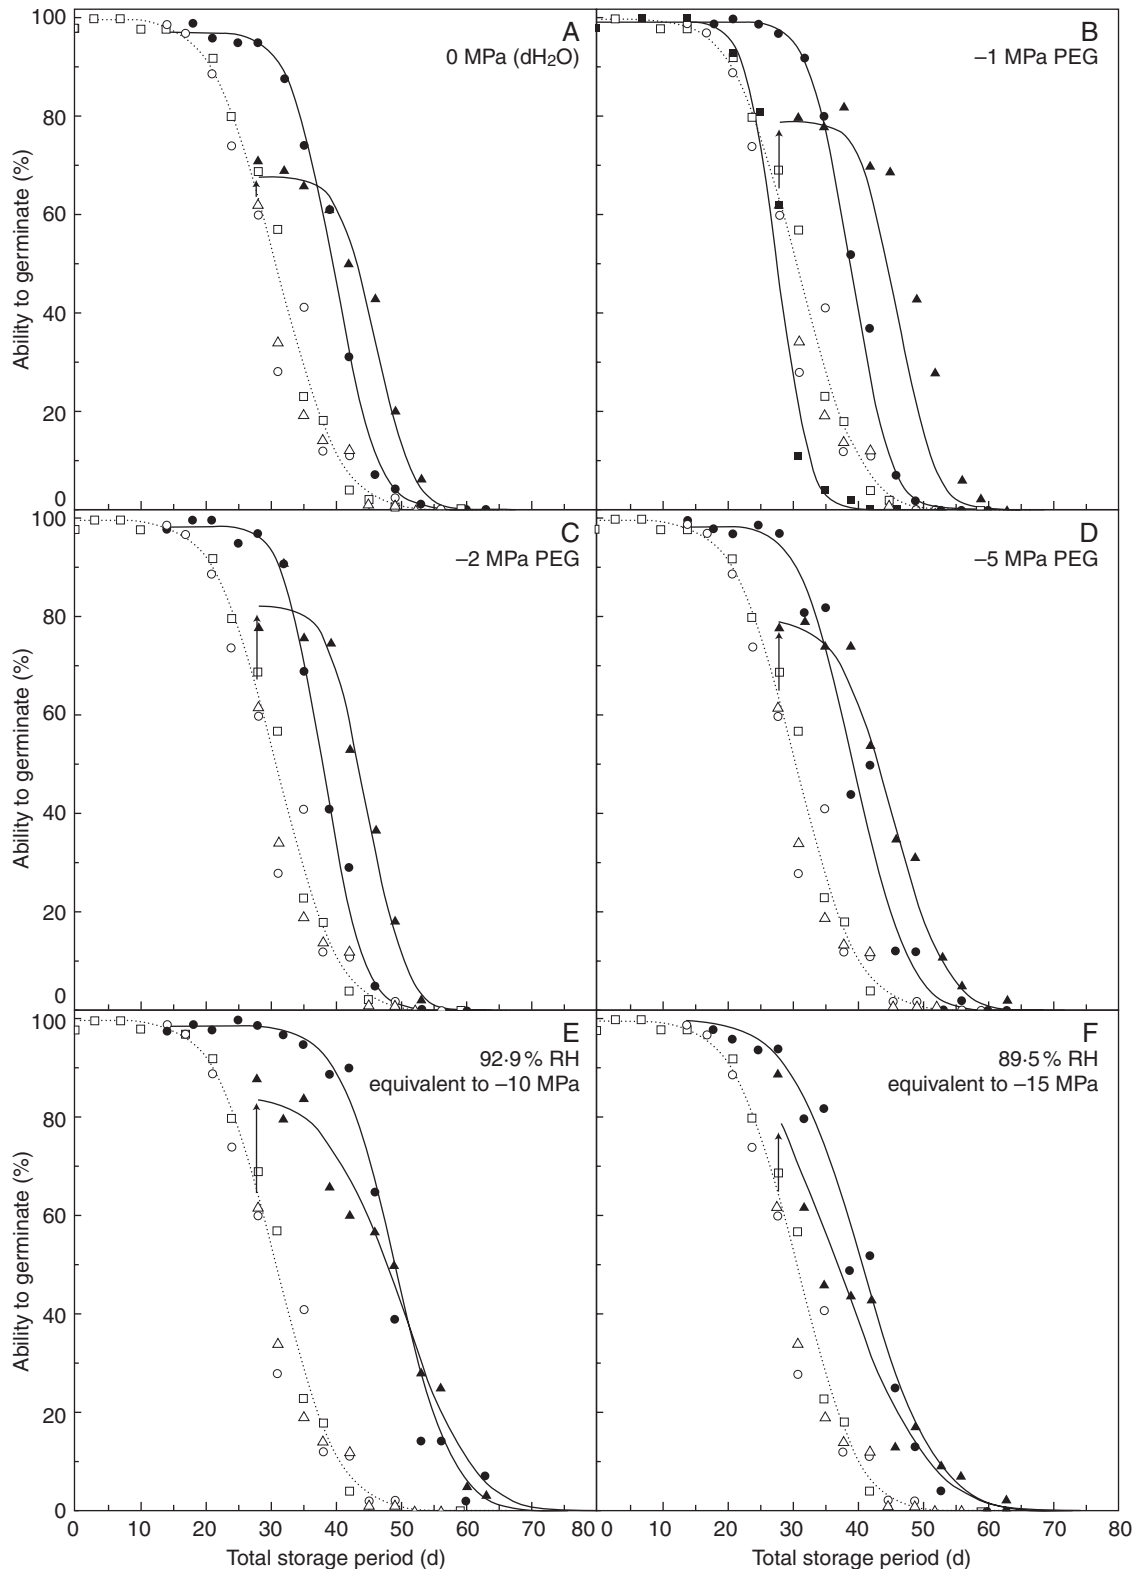 A
0 MPa (dH₂O)
B
–1 MPa PEG
100
80
60
40
20
0
Ability to germinate (%)
C
–2 MPa PEG
D
–5 MPa PEG
100
80
60
40
20
0
Ability to germinate (%)
E
92·9 % RH
equivalent to –10 MPa
F
89·5 % RH
equivalent to –15 MPa
100
80
60
40
20
0
Ability to germinate (%)
0 10 20 30 40 50 60 70 80 0 10 20 30 40 50 60 70 80
Total storage period (d) Total storage period (d)